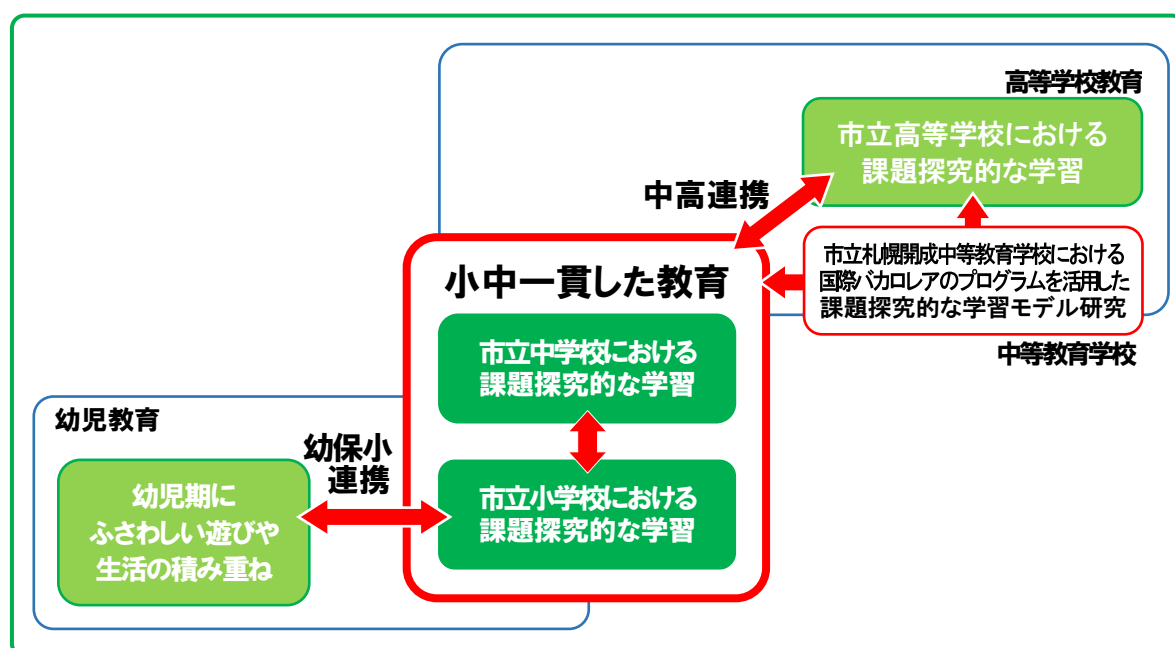 高等学校教育
市立高等学校における
課題探究的な学習
中高連携
市立札幌開成中等教育学校における
国際バカロレアのプログラムを活用した
課題探究的な学習モデル研究
中等教育学校
小中一貫した教育
市立中学校における
課題探究的な学習
市立小学校における
課題探究的な学習
幼児教育
幼保小
連携
幼児期に
ふさわしい遊びや
生活の積み重ね